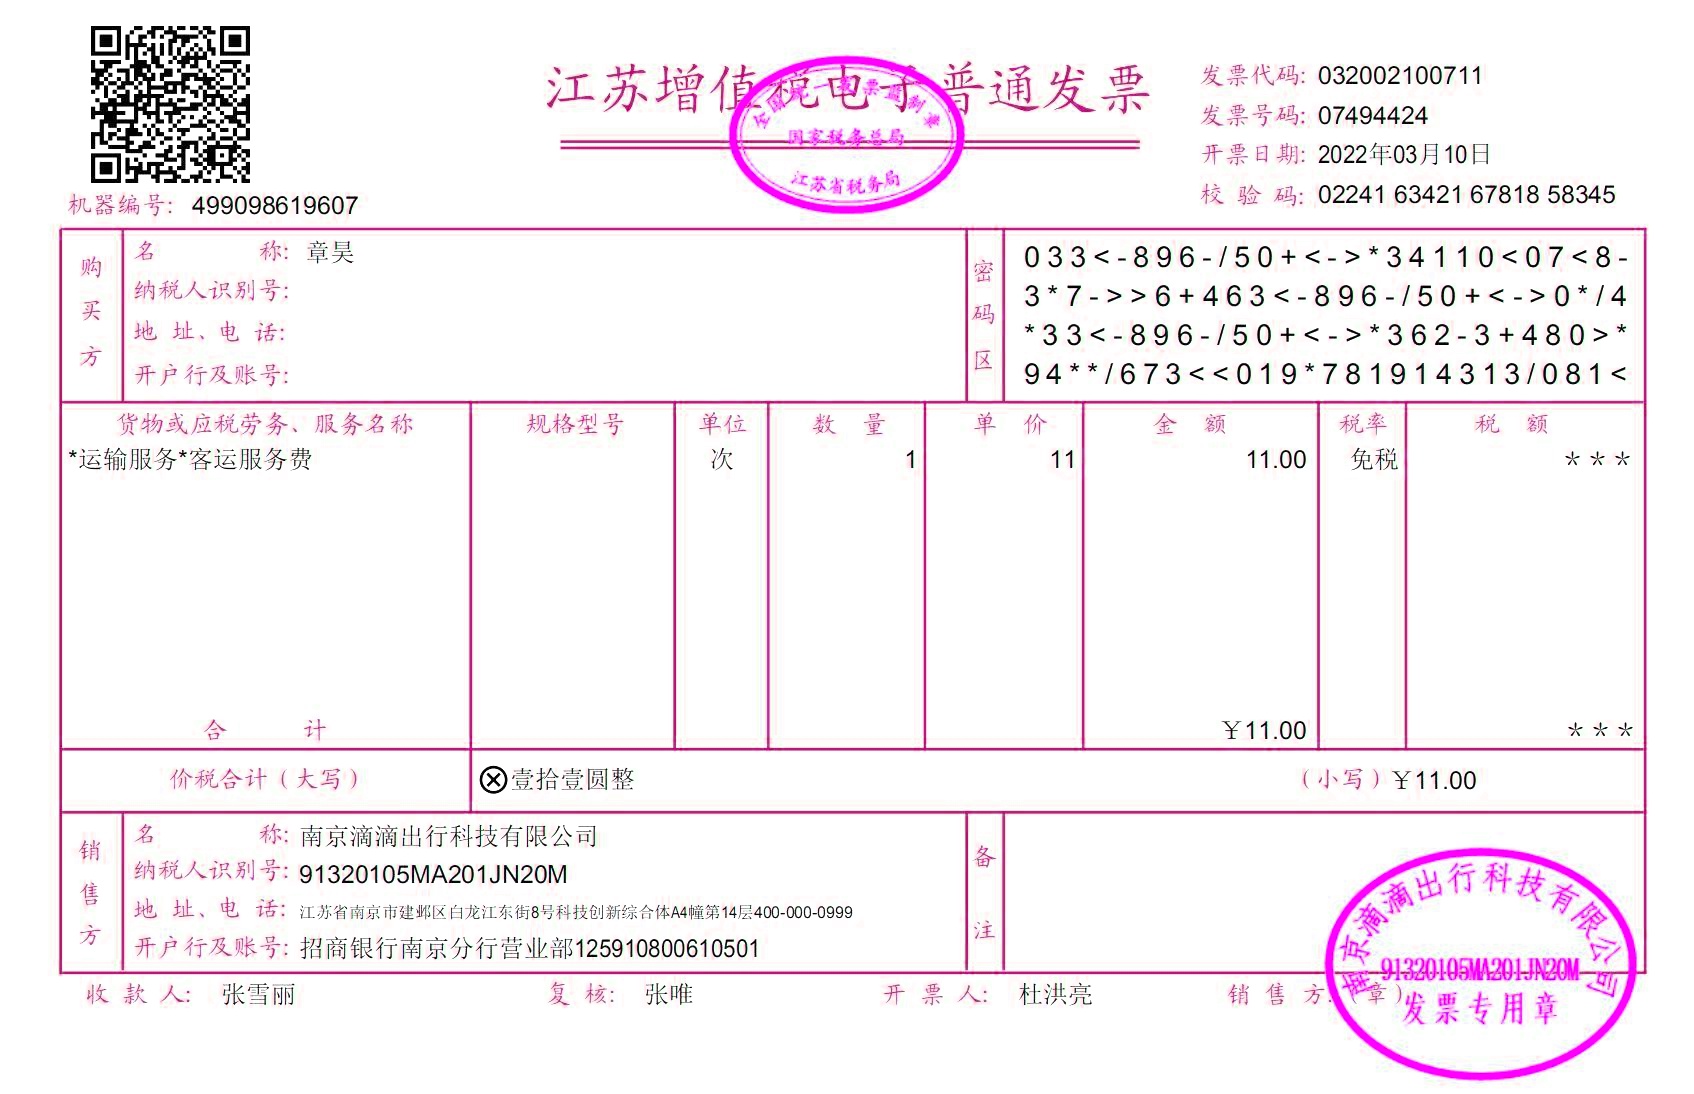 江苏增值税电子普通发票
全国统一发票监制章
国家税务总局
江苏省税务局
发票代码: 032002100711
发票号码: 07494424
开票日期: 2022年03月10日
校 验 码: 02241 63421 67818 58345
机器编号: 499098619607
购买方
名 称: 章昊
纳税人识别号:
地 址、电 话:
开户行及账号:
密码区
033<-896-/50+<->*34110<07<8-
3*7->>6+463<-896-/50+<->0*/4
*33<-896-/50+<->*362-3+480>*
94**/673<<019*781914313/081<
货物或应税劳务、服务名称 规格型号 单位 数 量 单 价 金 额 税率 税 额
*运输服务*客运服务费 次 1 11 11.00 免税 ***
合 计 ￥11.00 ***
价税合计（大写） ⊗壹拾壹圆整 （小写）￥11.00
销售方
名 称: 南京滴滴出行科技有限公司
纳税人识别号: 91320105MA201JN20M
地 址、电 话: 江苏省南京市建邺区白龙江东街8号科技创新综合体A4幢第14层400-000-0999
开户行及账号: 招商银行南京分行营业部125910800610501
备注
收 款 人: 张雪丽 复 核: 张唯 开 票 人: 杜洪亮 销 售 方:（章）
南京滴滴出行科技有限公司
91320105MA201JN20M
发票专用章